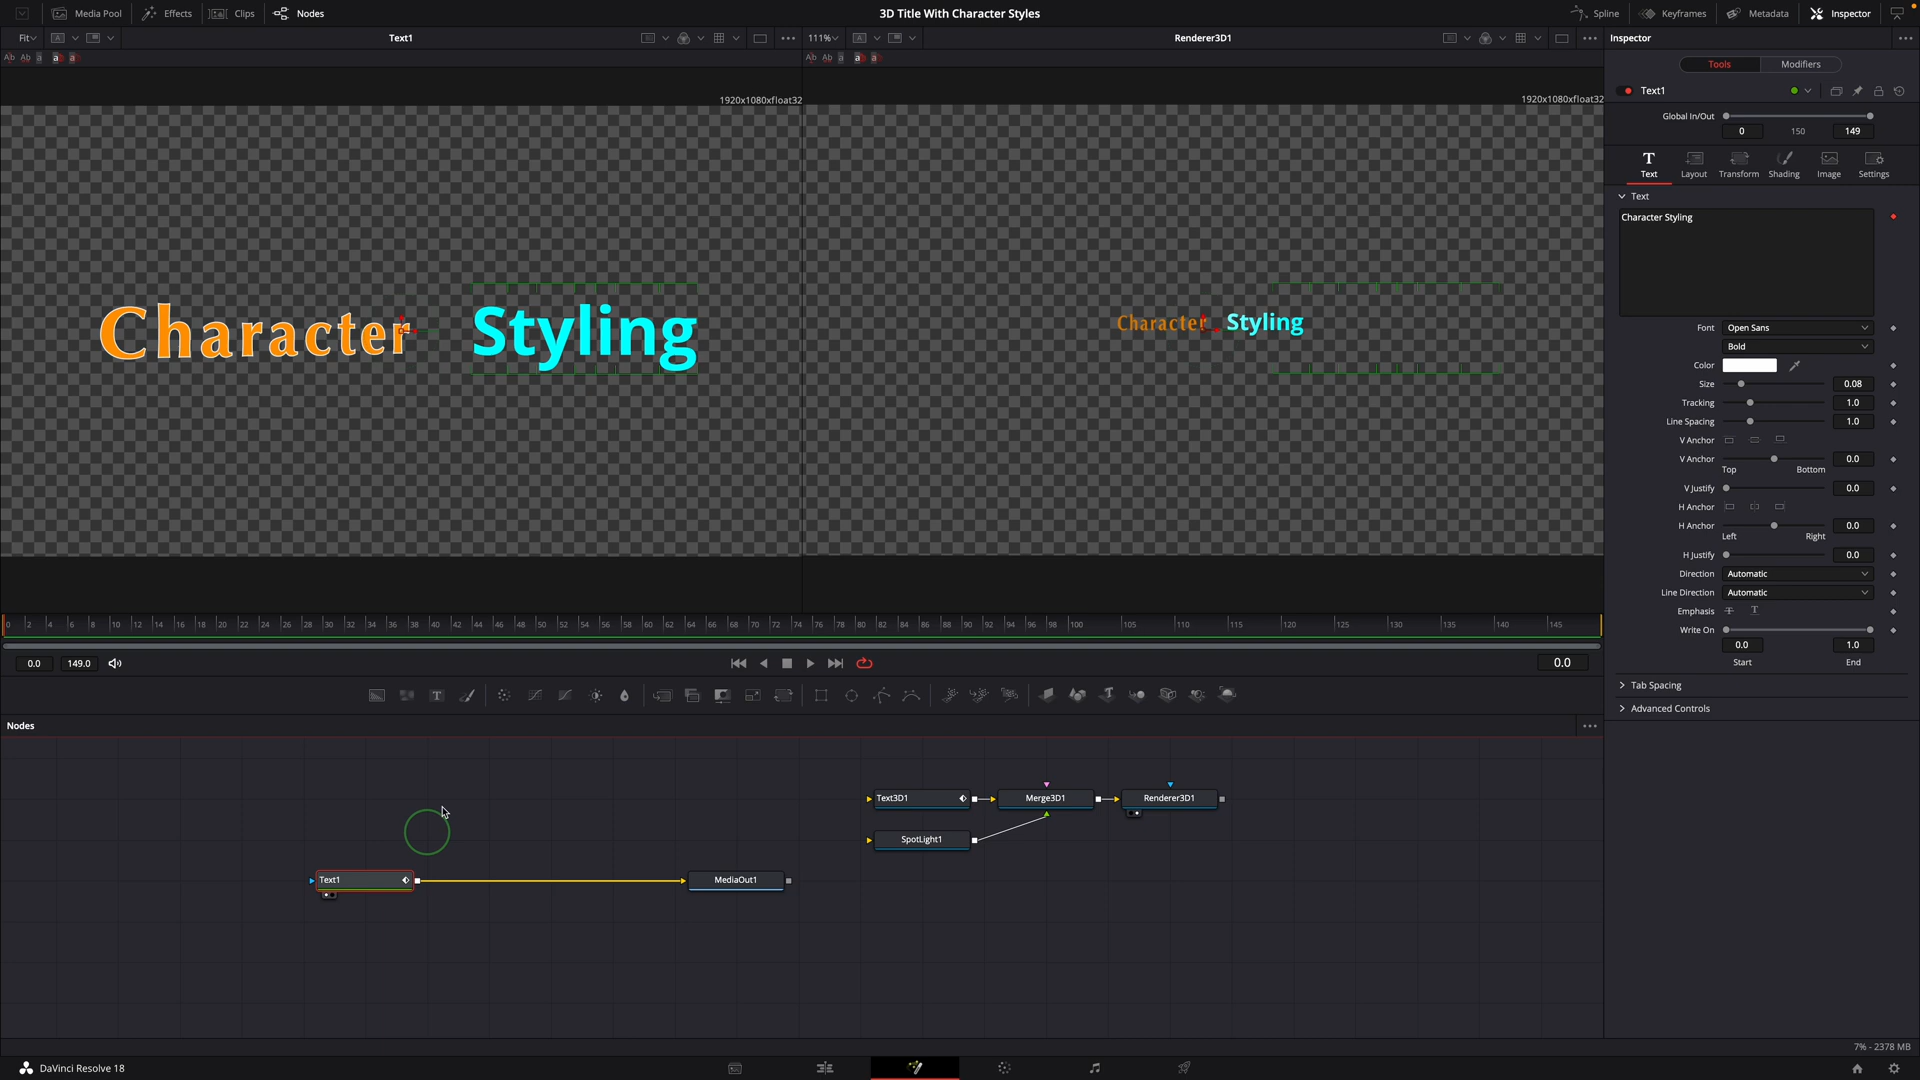 Media Pool Effects Clips Nodes 3D Title With Character Styles Spline Keyframes Metadata Inspector
Fit Text1 111% Renderer3D1 Inspector
Tools Modifiers
Text1
1920x1080xfloat32 1920x1080xfloat32
Global In/Out
0 150 149
Text Layout Transform Shading Image Settings
Text
Character Styling
Character Styling
Character Styling
Font Open Sans
Bold
Color
Size 0.08
Tracking 1.0
Line Spacing 1.0
V Anchor
V Anchor 0.0
Top Bottom
V Justify 0.0
H Anchor
H Anchor 0.0
Left Right
H Justify 0.0
Direction Automatic
Line Direction Automatic
Emphasis
Write On
0.0 1.0
Start End
Tab Spacing
Advanced Controls
0 2 4 6 8 10 12 14 16 18 20 22 24 26 28 30 32 34 36 38 40 42 44 46 48 50 52 54 56 58 60 62 64 66 68 70 72 74 76 78 80 82 84 86 88 90 92 94 96 98 100 105 110 115 120 125 130 135 140 145
0.0 149.0 0.0
Nodes
Text3D1 Merge3D1 Renderer3D1
SpotLight1
Text1 MediaOut1
7% - 2378 MB
DaVinci Resolve 18